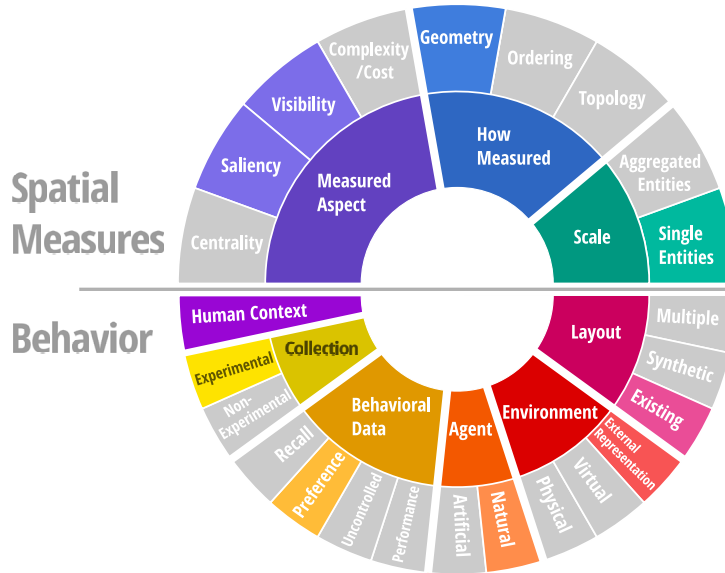 Spatial
Measures
Centrality
Saliency
Visibility
Complexity
/Cost
Measured
Aspect
Geometry
Ordering
Topology
How
Measured
Aggregated
Entities
Single
Entities
Scale
Behavior
Human Context
Collection
Experimental
Non-
Experimental
Behavioral
Data
Recall
Preference
Uncontrolled
Performance
Agent
Artificial
Natural
Environment
Physical
Virtual
External
Representation
Layout
Existing
Synthetic
Multiple